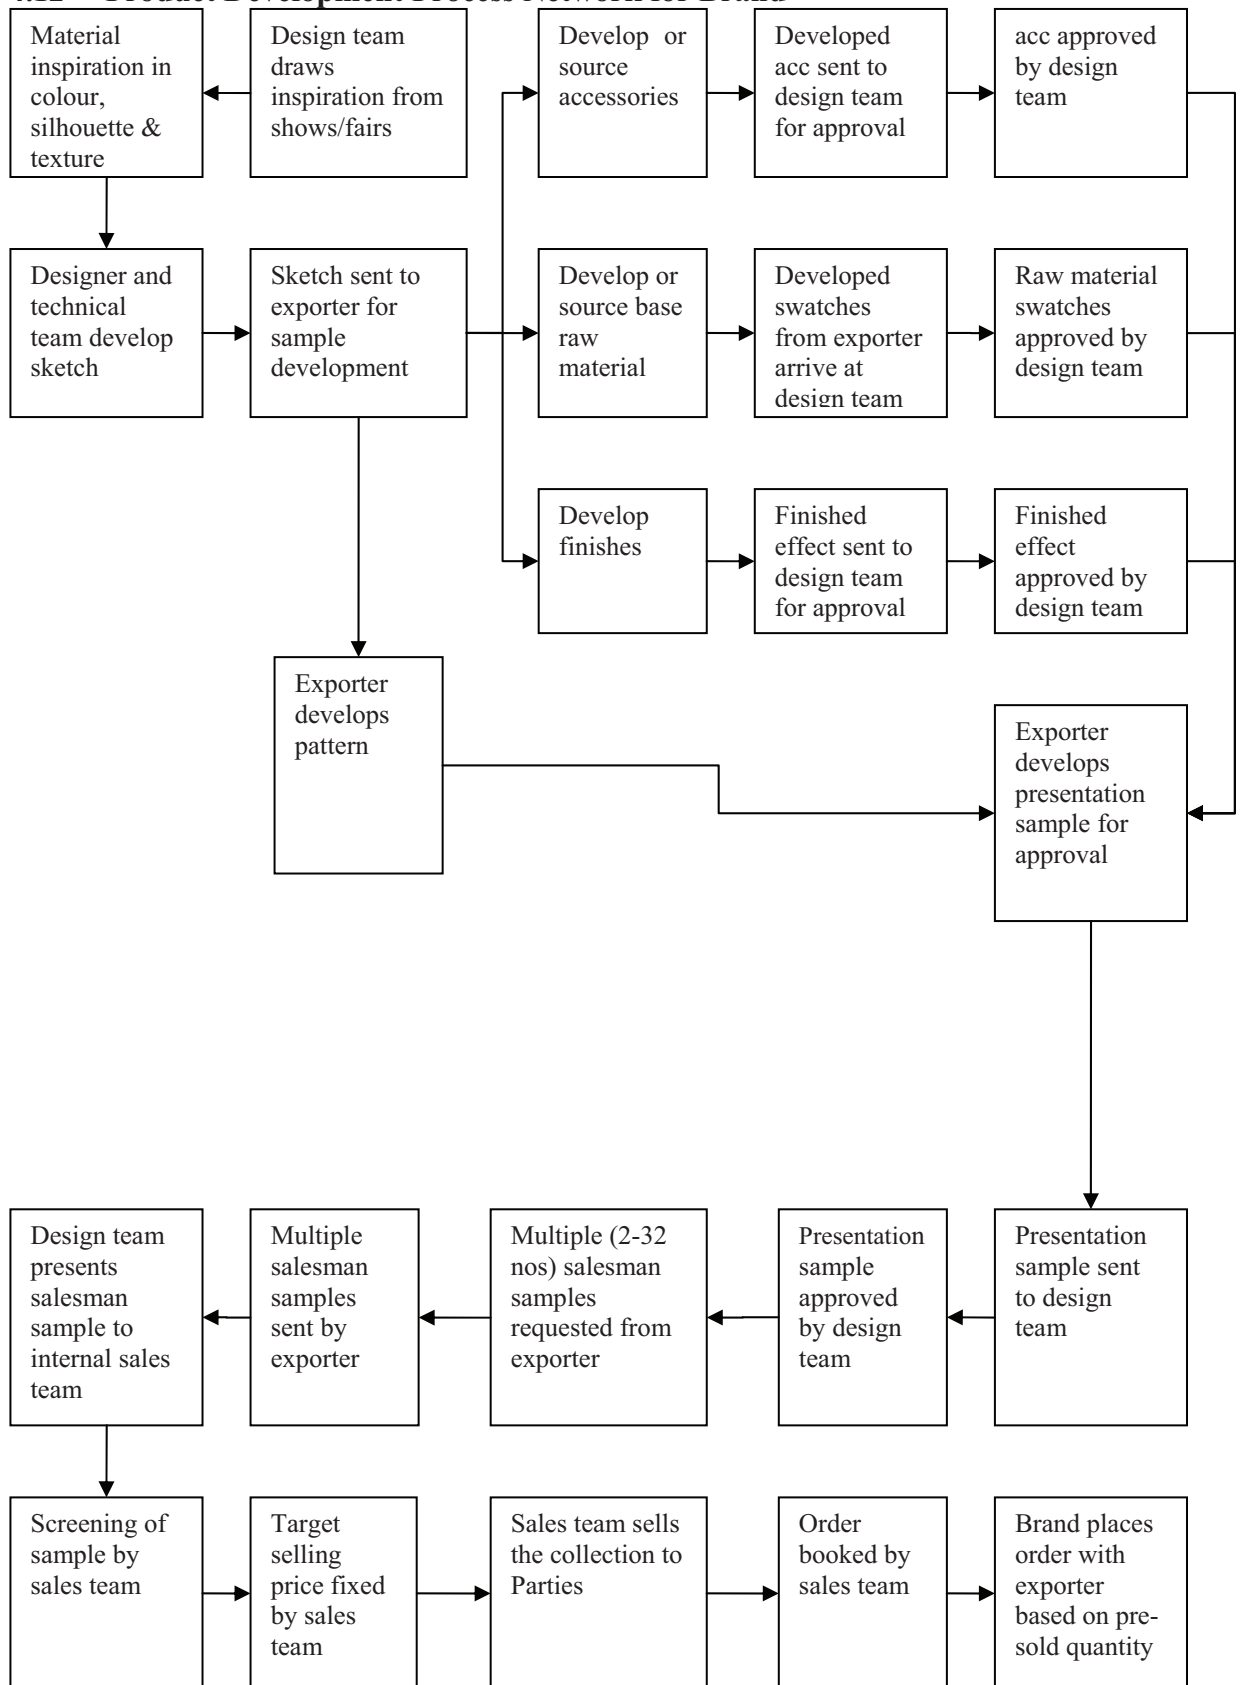 Product Development Process Network for Brand
Material
inspiration in
colour,
silhouette &
texture
Design team
draws
inspiration from
shows/fairs
Develop or
source
accessories
Developed
acc sent to
design team
for approval
acc approved
by design
team
Designer and
technical
team develop
sketch
Sketch sent to
exporter for
sample
development
Develop or
source base
raw
material
Developed
swatches
from exporter
arrive at
design team
Raw material
swatches
approved by
design team
Develop
finishes
Finished
effect sent to
design team
for approval
Finished
effect
approved by
design team
Exporter
develops
pattern
Exporter
develops
presentation
sample for
approval
Design team
presents
salesman
sample to
internal sales
team
Multiple
salesman
samples
sent by
exporter
Multiple (2-32
nos) salesman
samples
requested from
exporter
Presentation
sample
approved
by design
team
Presentation
sample sent
to design
team
Screening of
sample by
sales team
Target
selling
price fixed
by sales
team
Sales team sells
the collection to
Parties
Order
booked by
sales team
Brand places
order with
exporter
based on pre-
sold quantity